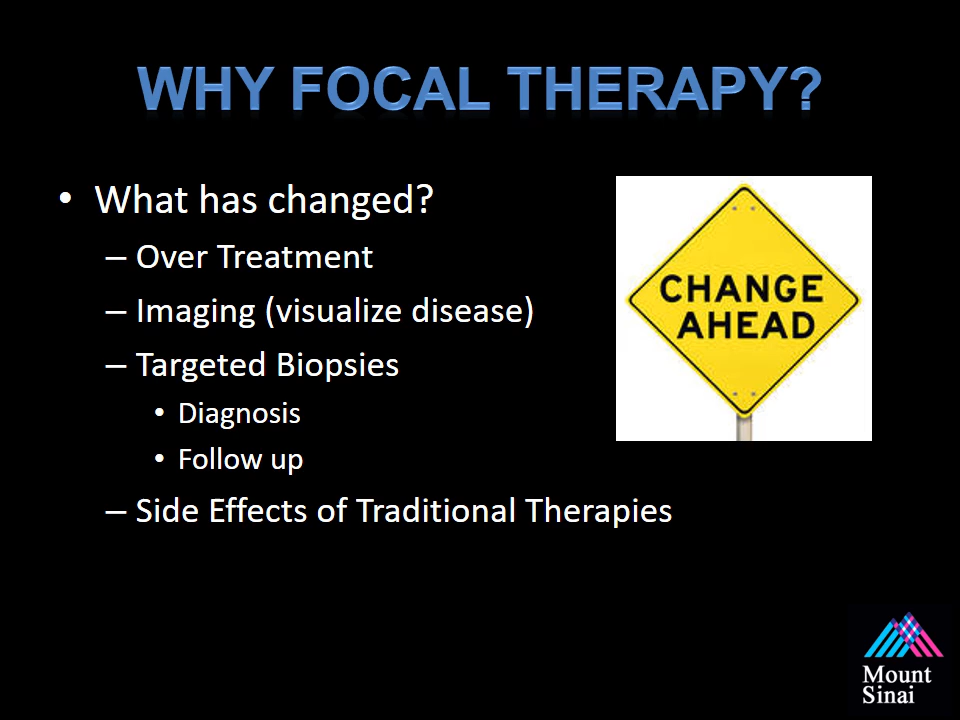 WHY FOCAL THERAPY?
• What has changed?
– Over Treatment
– Imaging (visualize disease)
– Targeted Biopsies
• Diagnosis
• Follow up
– Side Effects of Traditional Therapies
CHANGE
AHEAD
Mount
Sinai